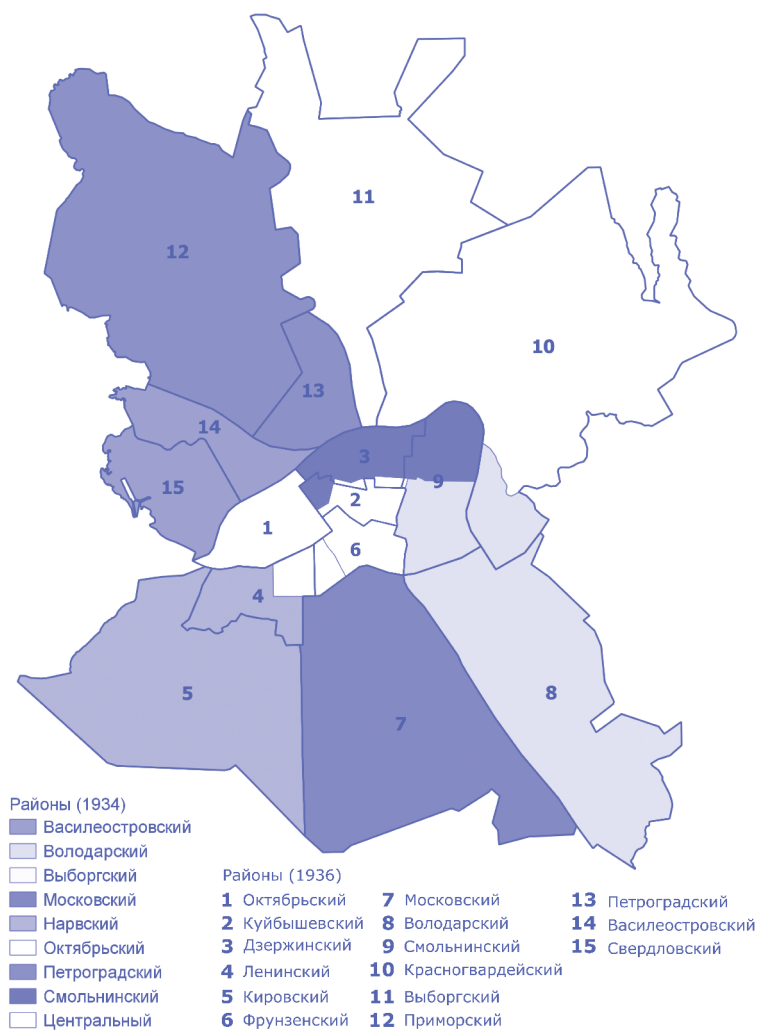 11
12
10
13
14
3
9
15
2
1
6
4
5
7
8
Районы (1934)
Василеостровский
Володарский
Выборгский
Московский
Нарвский
Октябрьский
Петроградский
Смольнинский
Центральный
Районы (1936)
1 Октябрьский
2 Куйбышевский
3 Дзержинский
4 Ленинский
5 Кировский
6 Фрунзенский
7 Московский
8 Володарский
9 Смольнинский
10 Красногвардейский
11 Выборгский
12 Приморский
13 Петроградский
14 Василеостровский
15 Свердловский